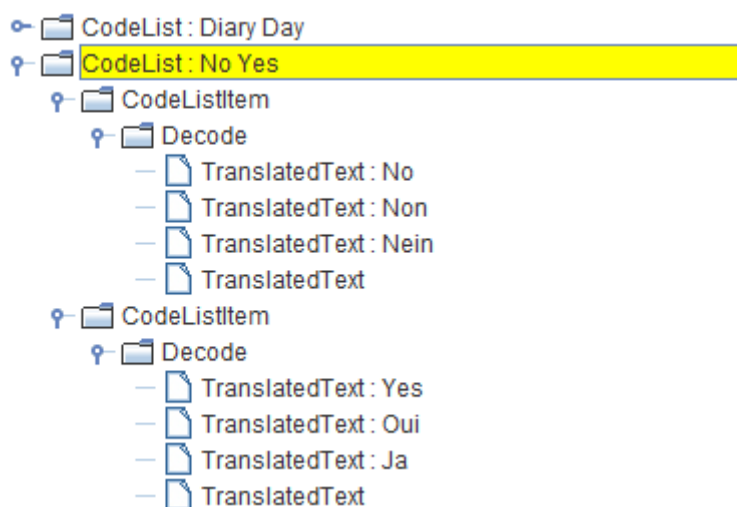 CodeList : Diary Day
CodeList : No Yes
CodeListItem
Decode
TranslatedText : No
TranslatedText : Non
TranslatedText : Nein
TranslatedText
CodeListItem
Decode
TranslatedText : Yes
TranslatedText : Oui
TranslatedText : Ja
TranslatedText